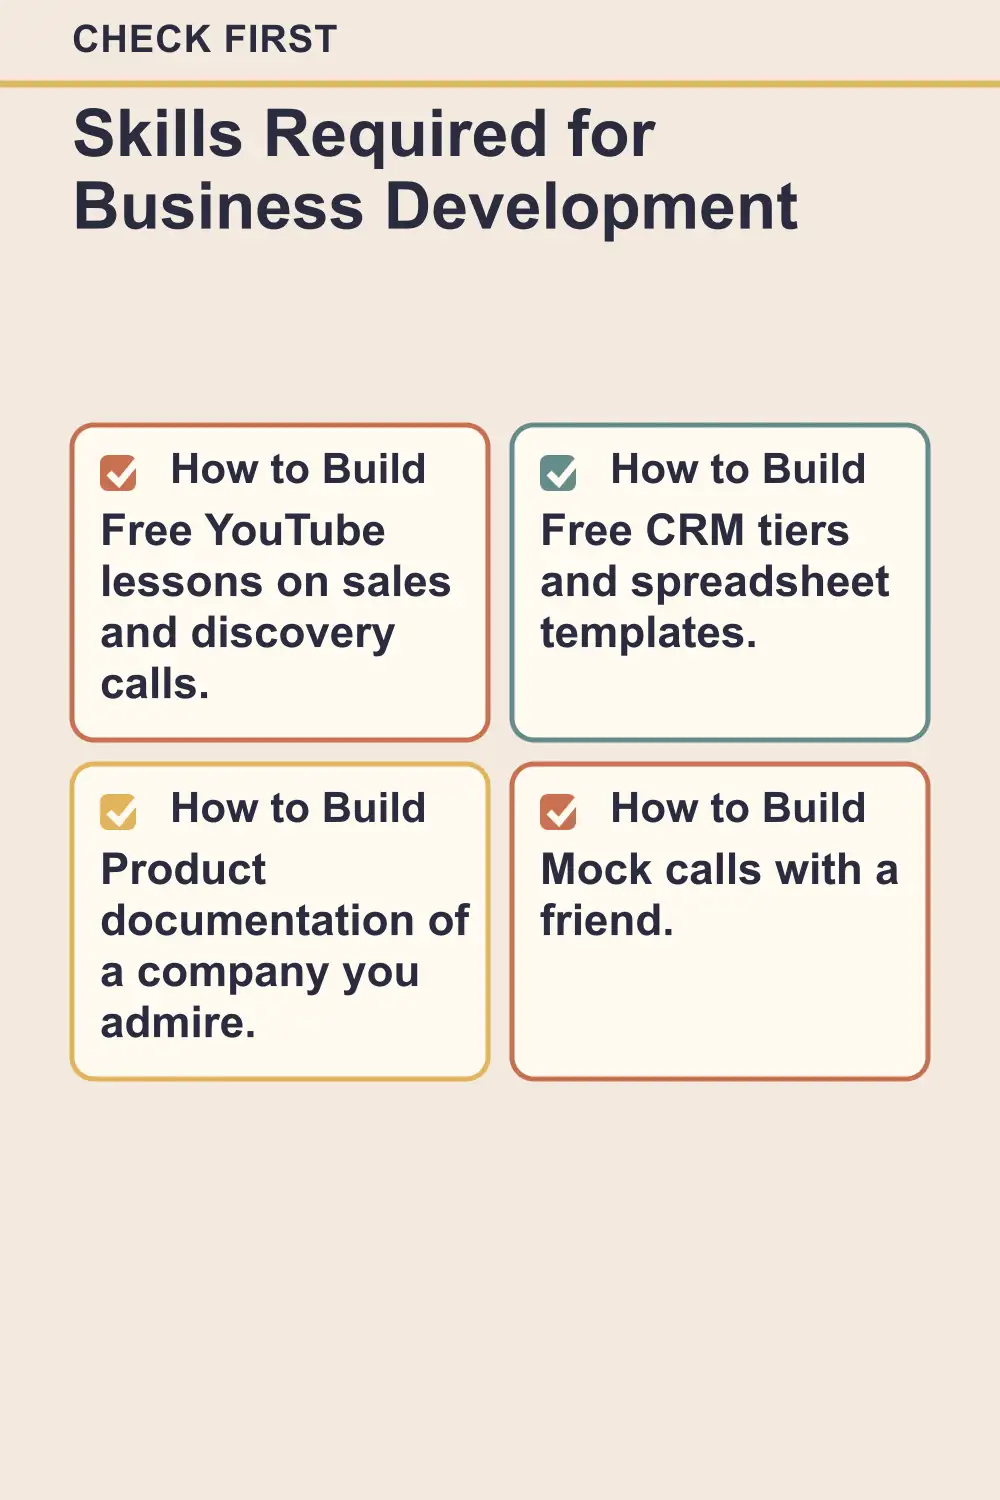 CHECK FIRST
Skills Required for
Business Development
How to Build
Free YouTube
lessons on sales
and discovery
calls.
How to Build
Free CRM tiers
and spreadsheet
templates.
How to Build
Product
documentation of
a company you
admire.
How to Build
Mock calls with a
friend.